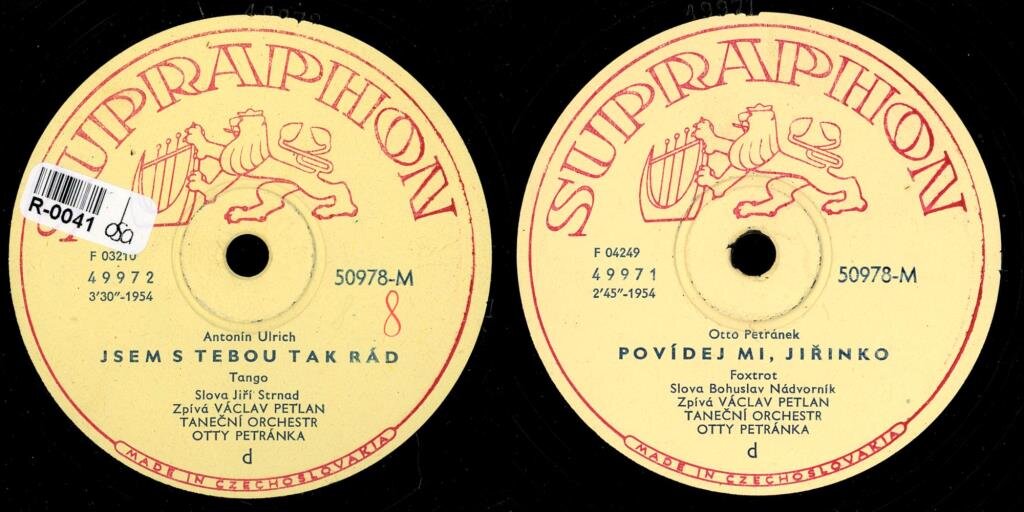 SUPRAPHON
R-0041
F 03210
49972
3'30"-1954
50978-M
8
Antonín Ulrich
JSEM S TEBOU TAK RÁD
Tango
Slova Jiří Strnad
Zpívá VÁCLAV PETLAN
TANEČNÍ ORCHESTR
OTTY PETRÁNKA
d
MADE IN CZECHOSLOVAKIA
49971
SUPRAPHON
F 04249
49971
2'45"-1954
50978-M
Otto Petránek
POVÍDEJ MI, JIŘINKO
Foxtrot
Slova Bohuslav Nádvorník
Zpívá VÁCLAV PETLAN
TANEČNÍ ORCHESTR
OTTY PETRÁNKA
d
MADE IN CZECHOSLOVAKIA